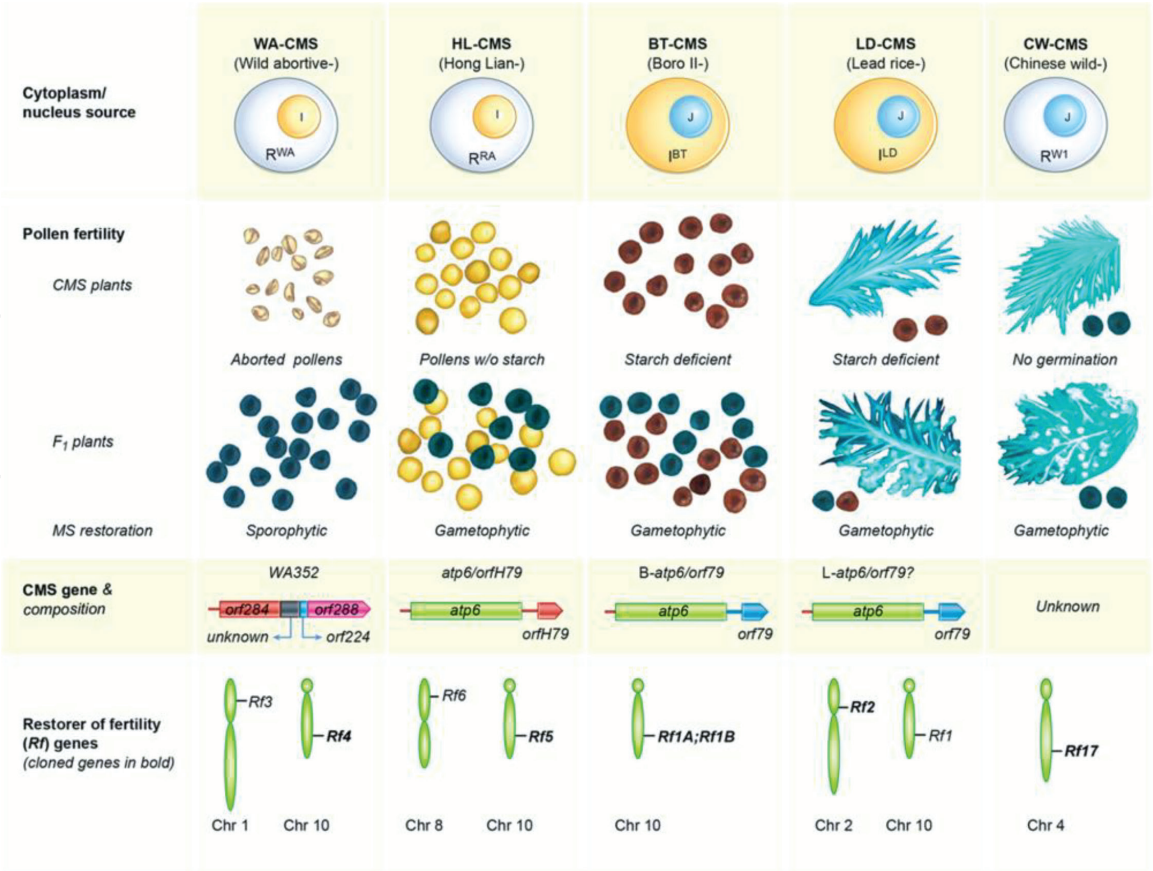 WA-CMS
(Wild abortive-)
HL-CMS
(Hong Lian-)
BT-CMS
(Boro II-)
LD-CMS
(Lead rice-)
CW-CMS
(Chinese wild-)
Cytoplasm/
nucleus source
I
RWA
I
RRA
J
IBT
J
ILD
J
RW1
Pollen fertility
CMS plants
Aborted pollens
Pollens w/o starch
Starch deficient
Starch deficient
No germination
F1 plants
MS restoration
Sporophytic
Gametophytic
Gametophytic
Gametophytic
Gametophytic
CMS gene &
composition
WA352
orf284
orf288
unknown
orf224
atp6/orfH79
atp6
orfH79
B-atp6/orf79
atp6
orf79
L-atp6/orf79?
atp6
orf79
Unknown
Restorer of fertility
(Rf) genes
(cloned genes in bold)
Rf3
Rf4
Rf6
Rf5
Rf1A;Rf1B
Rf2
Rf1
Rf17
Chr 1
Chr 10
Chr 8
Chr 10
Chr 10
Chr 2
Chr 10
Chr 4